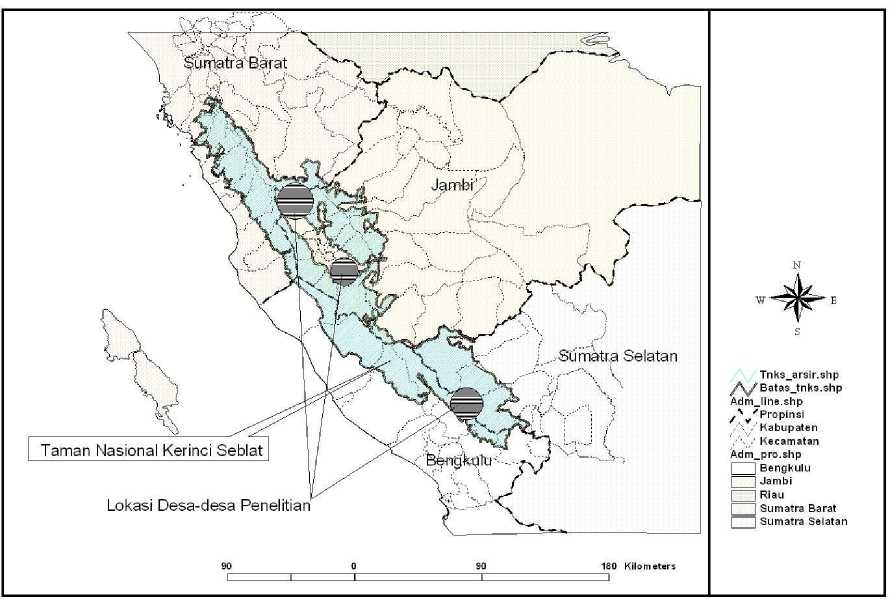 Sumatra Barat
Jambi
Sumatra Selatan
Taman Nasional Kerinci Seblat
Bengkulu
Lokasi Desa-desa Penelitian
90 0 90 180 Kilometers
N
W E
S
Tnks_arsir.shp
Batas_tnks.shp
Adm_line.shp
Propinsi
Kabupaten
Kecamatan
Adm_pro.shp
Bengkulu
Jambi
Riau
Sumatra Barat
Sumatra Selatan